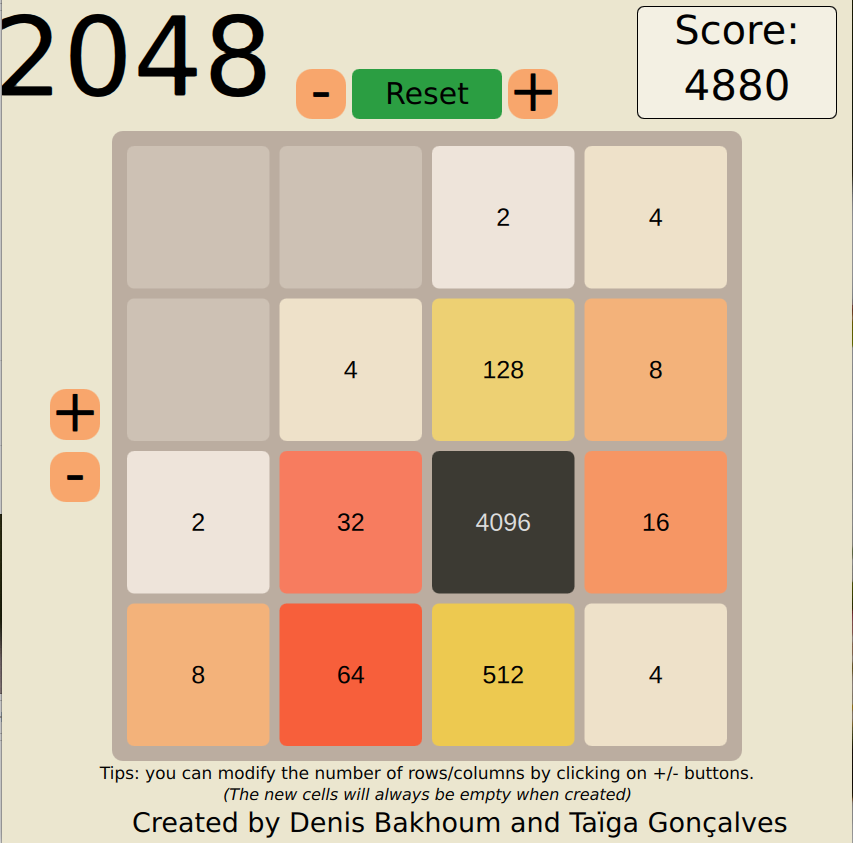 2048
- Reset +
Score:
4880
2 4
4 128 8
+
2 32 4096 16
-
8 64 512 4
Tips: you can modify the number of rows/columns by clicking on +/- buttons.
(The new cells will always be empty when created)
Created by Denis Bakhoum and Taïga Gonçalves